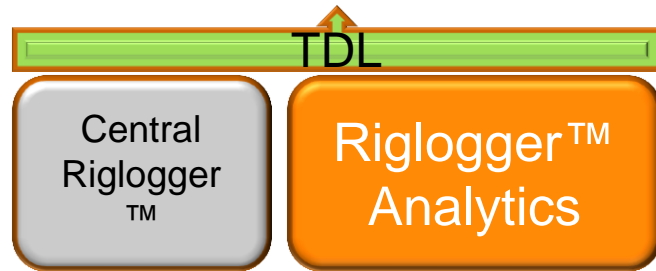 TDL
Central
Riglogger
™
Riglogger™
Analytics